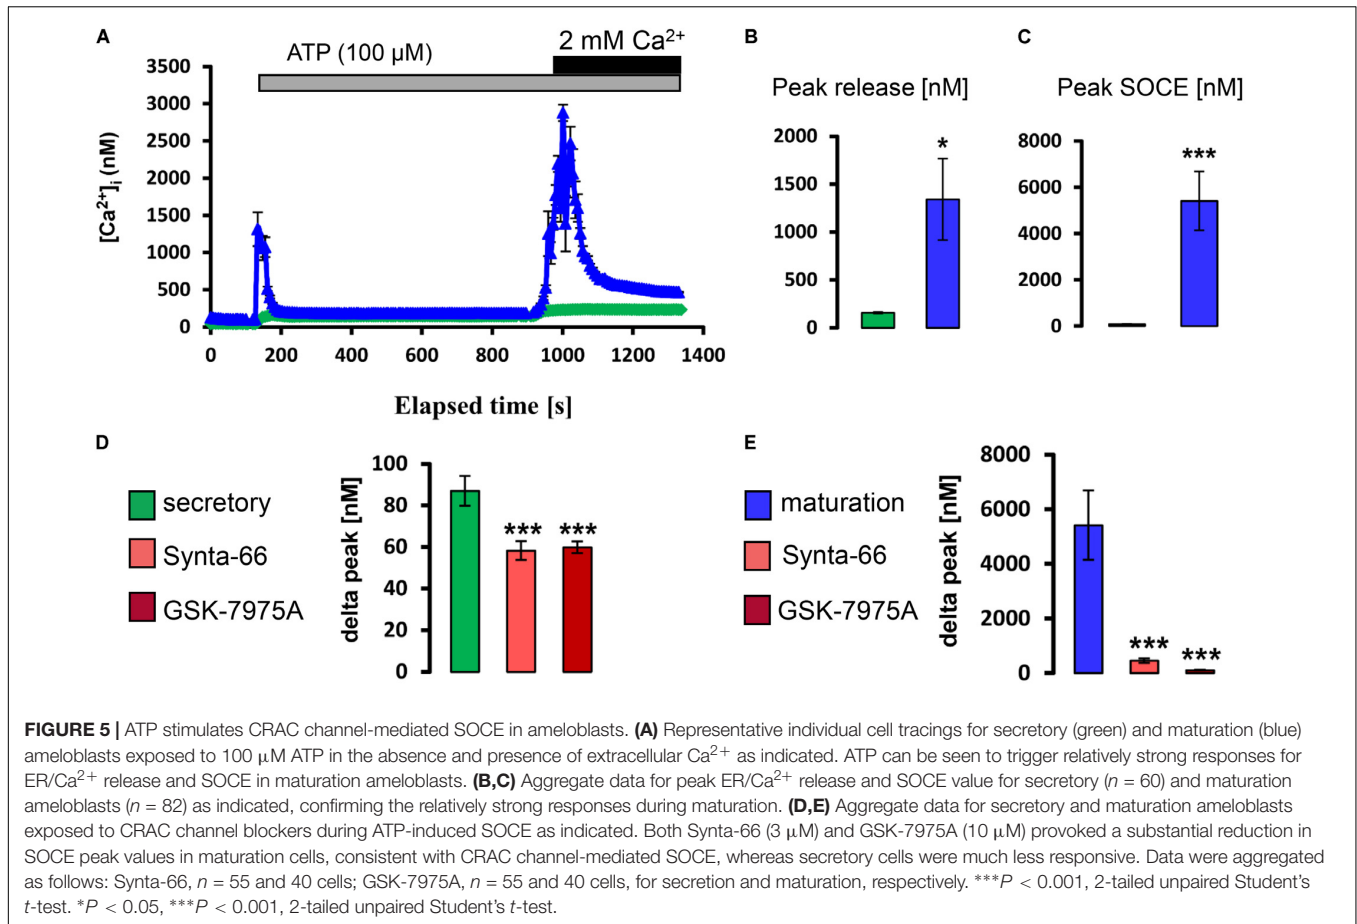 A
ATP (100 µM)
2 mM Ca²⁺
[Ca²⁺]ᵢ (nM)
3500
3000
2500
2000
1500
1000
500
0
0 200 400 600 800 1000 1200 1400
Elapsed time [s]
B
Peak release [nM]
2000
1500
1000
500
0
*
C
Peak SOCE [nM]
8000
6000
4000
2000
0
***
D
secretory
Synta-66
GSK-7975A
delta peak [nM]
100
80
60
40
20
0
*** ***
E
maturation
Synta-66
GSK-7975A
delta peak [nM]
8000
6000
4000
2000
0
***
***
FIGURE 5 | ATP stimulates CRAC channel-mediated SOCE in ameloblasts. (A) Representative individual cell tracings for secretory (green) and maturation (blue)
ameloblasts exposed to 100 µM ATP in the absence and presence of extracellular Ca²⁺ as indicated. ATP can be seen to trigger relatively strong responses for
ER/Ca²⁺ release and SOCE in maturation ameloblasts. (B,C) Aggregate data for peak ER/Ca²⁺ release and SOCE value for secretory (n = 60) and maturation
ameloblasts (n = 82) as indicated, confirming the relatively strong responses during maturation. (D,E) Aggregate data for secretory and maturation ameloblasts
exposed to CRAC channel blockers during ATP-induced SOCE as indicated. Both Synta-66 (3 µM) and GSK-7975A (10 µM) provoked a substantial reduction in
SOCE peak values in maturation cells, consistent with CRAC channel-mediated SOCE, whereas secretory cells were much less responsive. Data were aggregated
as follows: Synta-66, n = 55 and 40 cells; GSK-7975A, n = 55 and 40 cells, for secretion and maturation, respectively. ***P < 0.001, 2-tailed unpaired Student's
t-test. *P < 0.05, ***P < 0.001, 2-tailed unpaired Student's t-test.